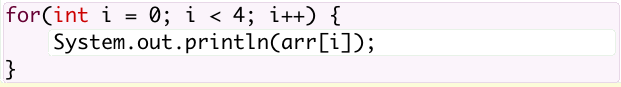 for(int i = 0; i < 4; i++) {
    System.out.println(arr[i]);
}